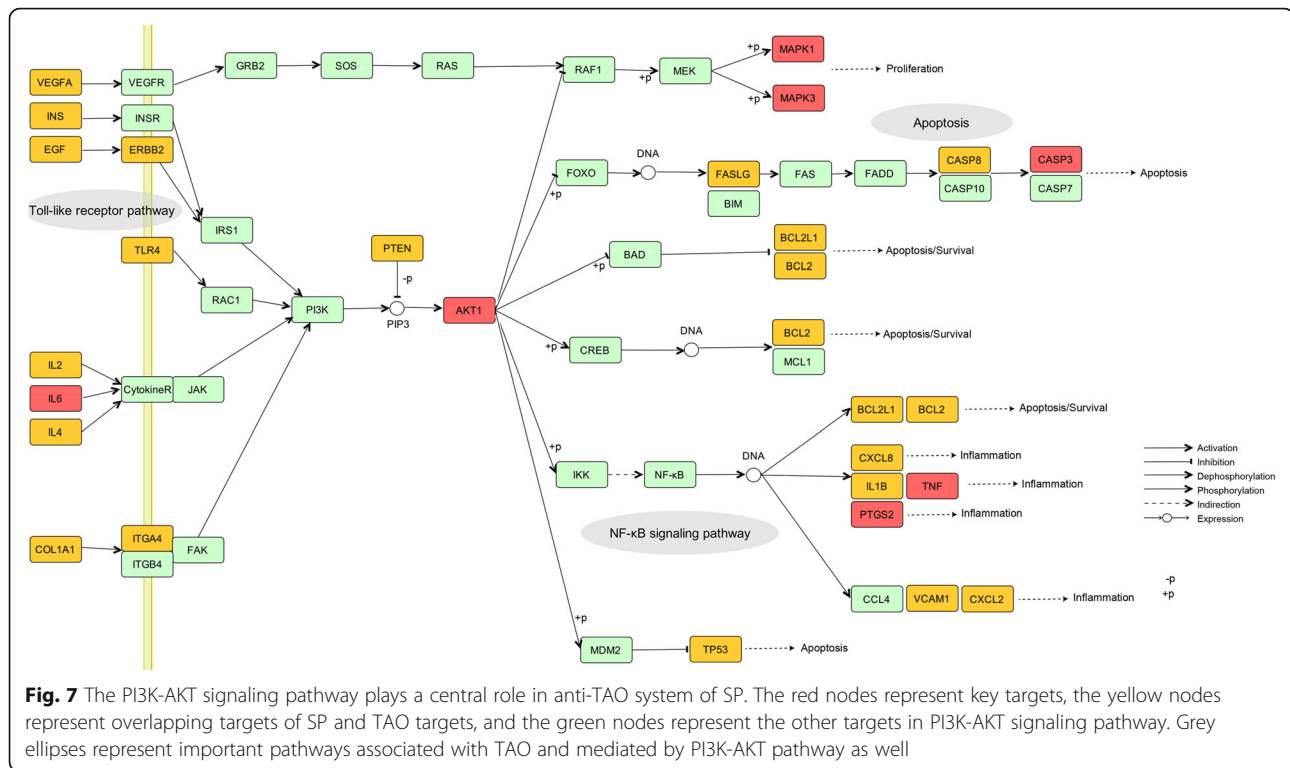 VEGFA
VEGFR
GRB2
SOS
RAS
RAF1
+p
MEK
+p
+p
MAPK1
MAPK3
Proliferation
INS
INSR
EGF
ERBB2
Apoptosis
Toll-like receptor pathway
IRS1
TLR4
RAC1
PI3K
PTEN
-p
PIP3
AKT1
+p
FOXO
DNA
FASLG
BIM
FAS
FADD
CASP8
CASP10
CASP3
CASP7
Apoptosis
+p
BAD
BCL2L1
BCL2
Apoptosis/Survival
+p
CREB
DNA
BCL2
MCL1
Apoptosis/Survival
IL2
IL6
IL4
CytokineR
JAK
+p
IKK
NF-κB
DNA
BCL2L1
BCL2
Apoptosis/Survival
CXCL8
Inflammation
IL1B
TNF
Inflammation
PTGS2
Inflammation
NF-κB signaling pathway
CCL4
VCAM1
CXCL2
Inflammation
COL1A1
ITGA4
ITGB4
FAK
+p
MDM2
TP53
Apoptosis
Activation
Inhibition
Dephosphorylation
Phosphorylation
Indirection
Expression
-p
+p
Fig. 7 The PI3K-AKT signaling pathway plays a central role in anti-TAO system of SP. The red nodes represent key targets, the yellow nodes
represent overlapping targets of SP and TAO targets, and the green nodes represent the other targets in PI3K-AKT signaling pathway. Grey
ellipses represent important pathways associated with TAO and mediated by PI3K-AKT pathway as well